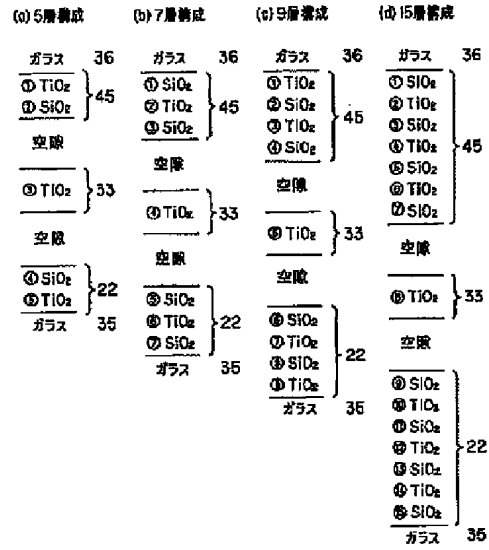 (a) 5層構成
ガラス 36
① TiO₂
② SiO₂
45
空隙
③ TiO₂
33
空隙
④ SiO₂
⑤ TiO₂
22
ガラス 35
(b) 7層構成
ガラス 36
① SiO₂
② TiO₂
③ SiO₂
45
空隙
④ TiO₂
33
空隙
⑤ SiO₂
⑥ TiO₂
⑦ SiO₂
22
ガラス 35
(c) 9層構成
ガラス 36
① TiO₂
② SiO₂
③ TiO₂
④ SiO₂
45
空隙
⑤ TiO₂
33
空隙
⑥ SiO₂
⑦ TiO₂
⑧ SiO₂
⑨ TiO₂
22
ガラス 35
(d) 15層構成
ガラス 36
① SiO₂
② TiO₂
③ SiO₂
④ TiO₂
⑤ SiO₂
⑥ TiO₂
⑦ SiO₂
45
空隙
⑧ TiO₂
33
空隙
⑨ SiO₂
⑩ TiO₂
⑪ SiO₂
⑫ TiO₂
⑬ SiO₂
⑭ TiO₂
⑮ SiO₂
22
ガラス 35